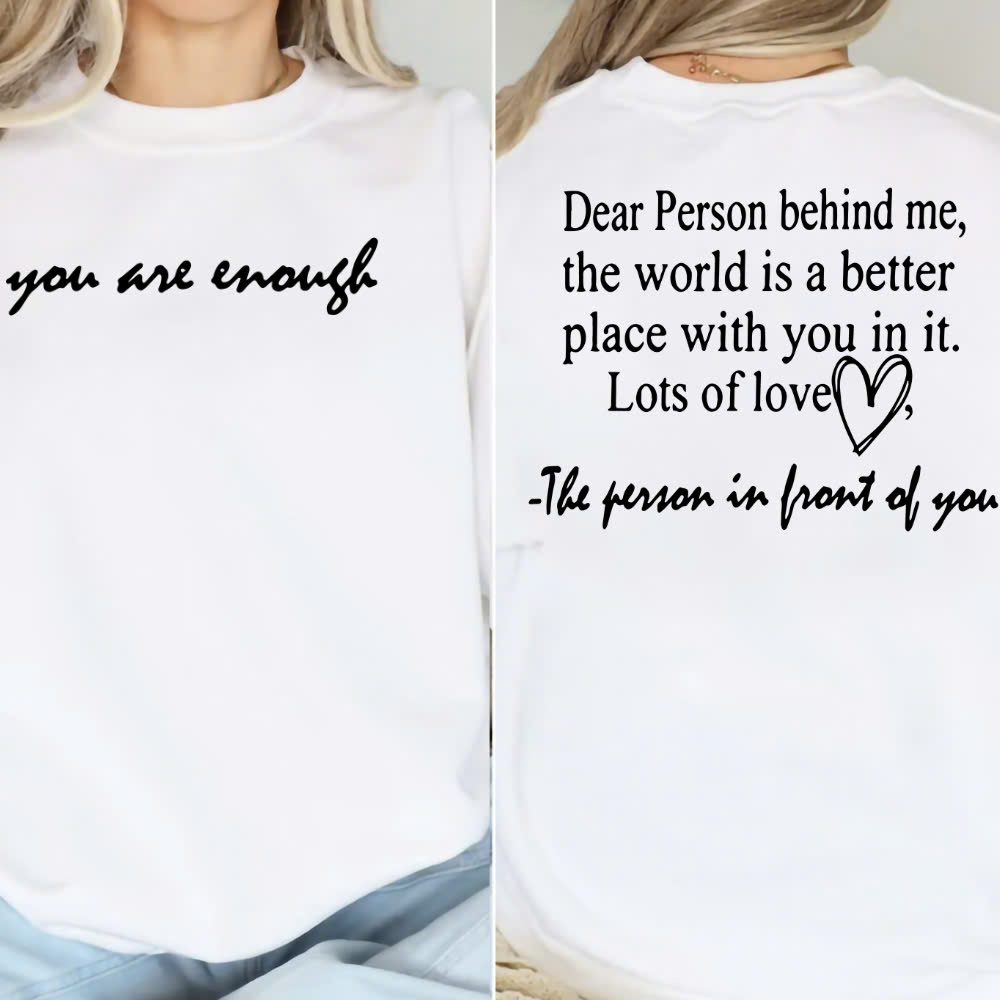 you are enough
Dear Person behind me,
the world is a better
place with you in it.
Lots of love,
-The person in front of you